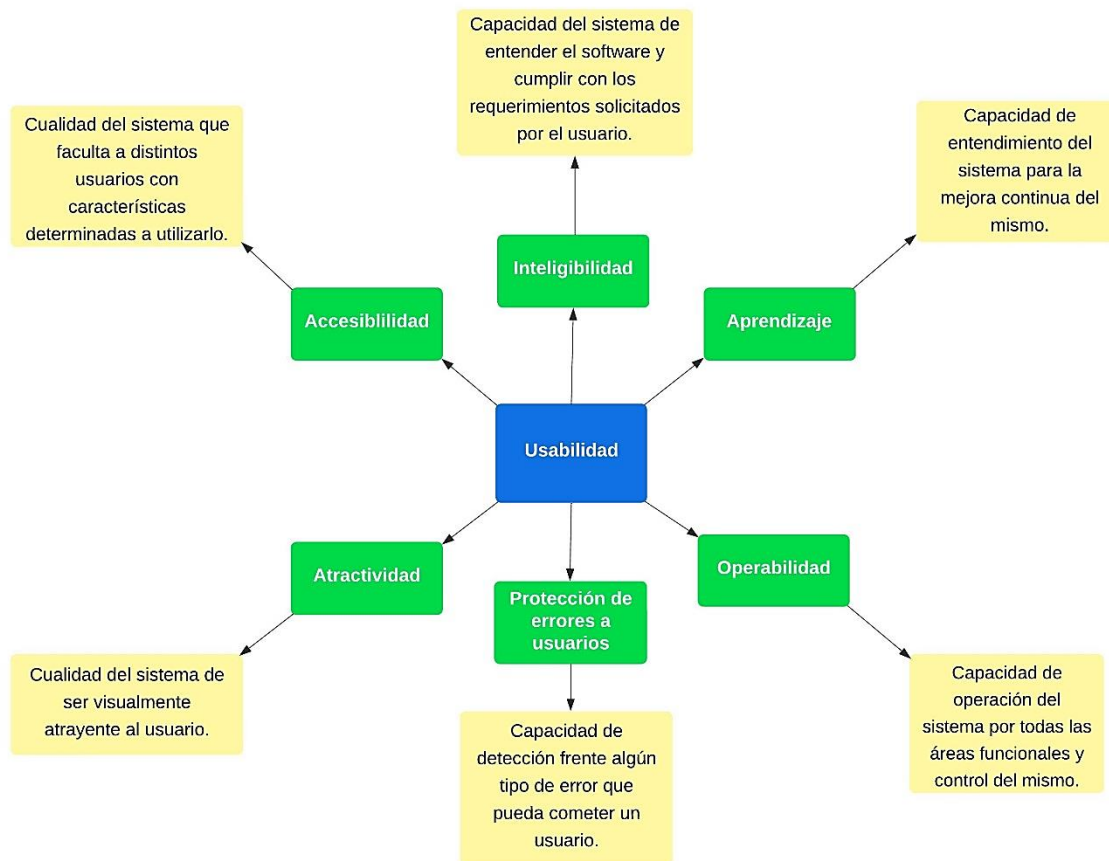 Capacidad del sistema de
entender el software y
cumplir con los
requerimientos solicitados
por el usuario.
Cualidad del sistema que
faculta a distintos
usuarios con
características
determinadas a utilizarlo.
Capacidad de
entendimiento del
sistema para la
mejora continua del
mismo.
Inteligibilidad
Accesiblilidad
Aprendizaje
Usabilidad
Atractividad
Protección de
errores a
usuarios
Operabilidad
Cualidad del sistema de
ser visualmente
atrayente al usuario.
Capacidad de
detección frente algún
tipo de error que
pueda cometer un
usuario.
Capacidad de
operación del
sistema por todas las
áreas funcionales y
control del mismo.